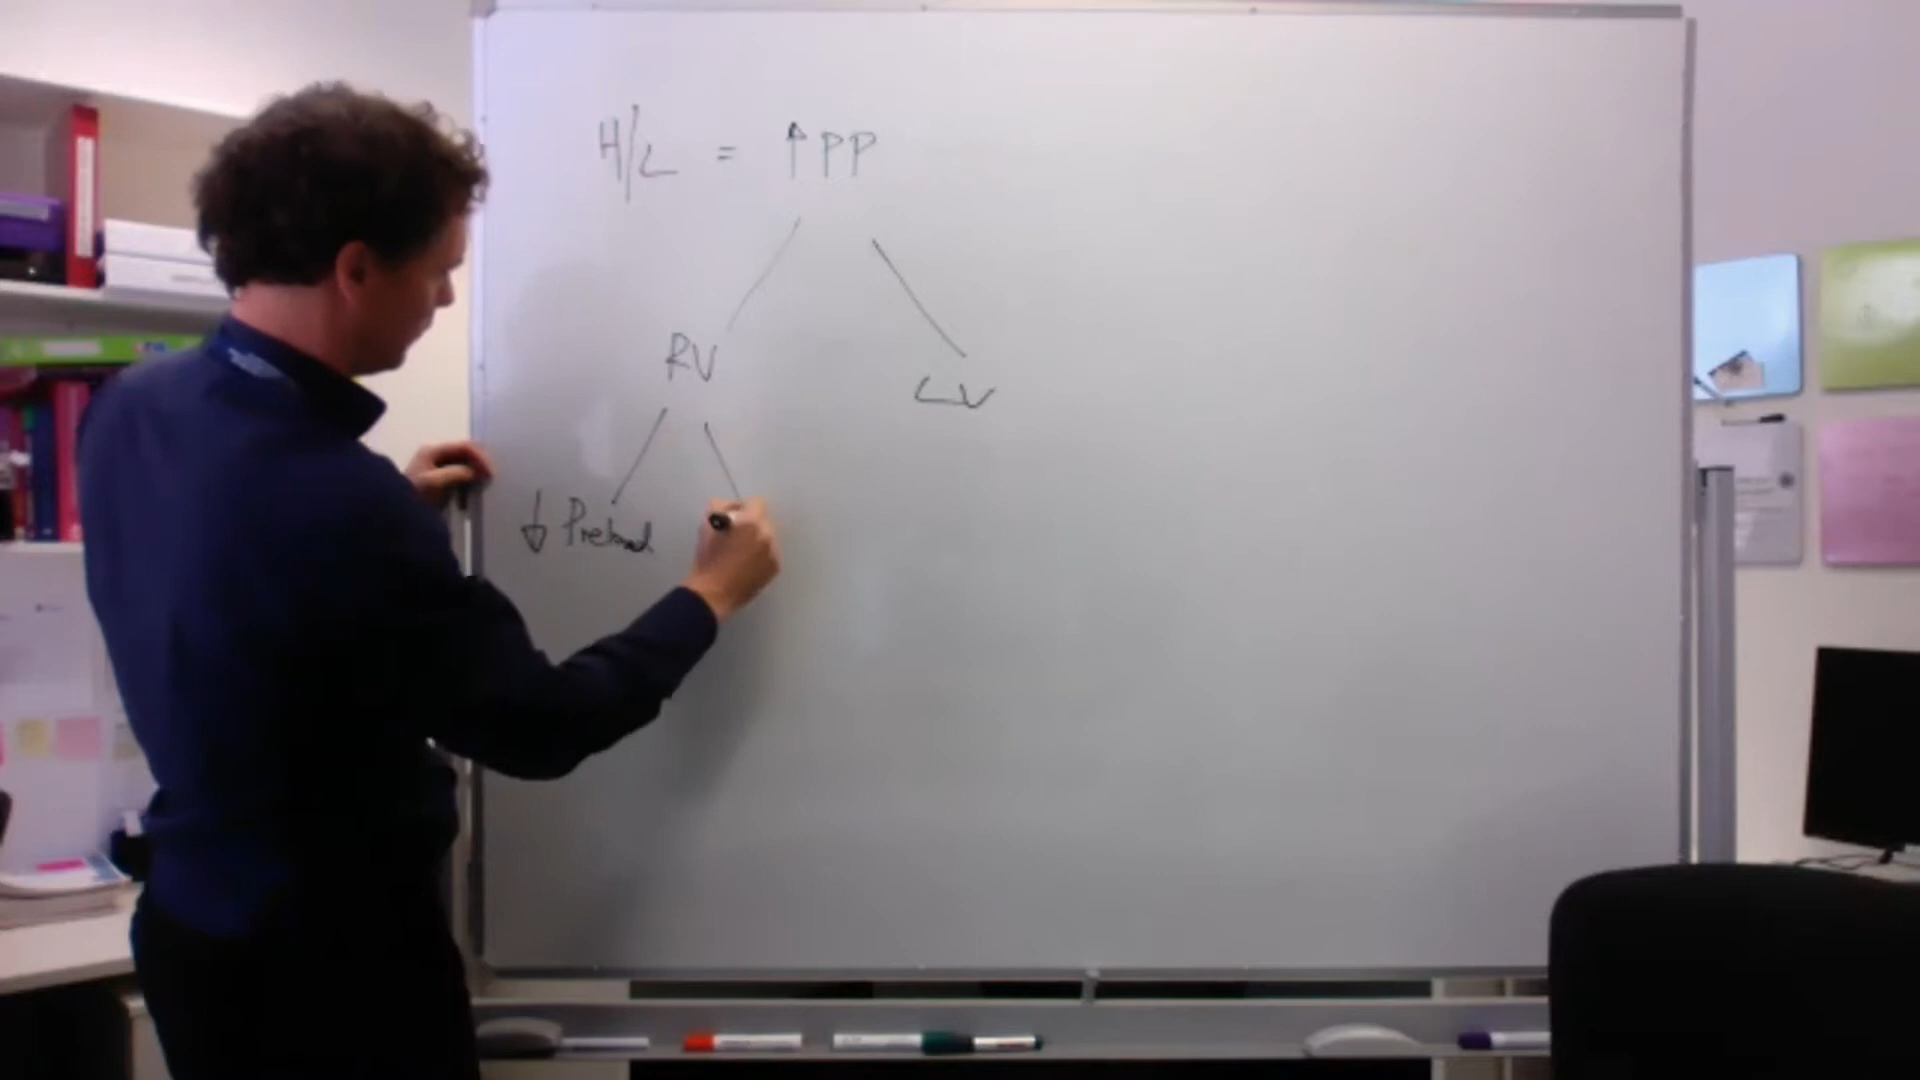 H/L = ↑PP
RV
LV
↓ Preload